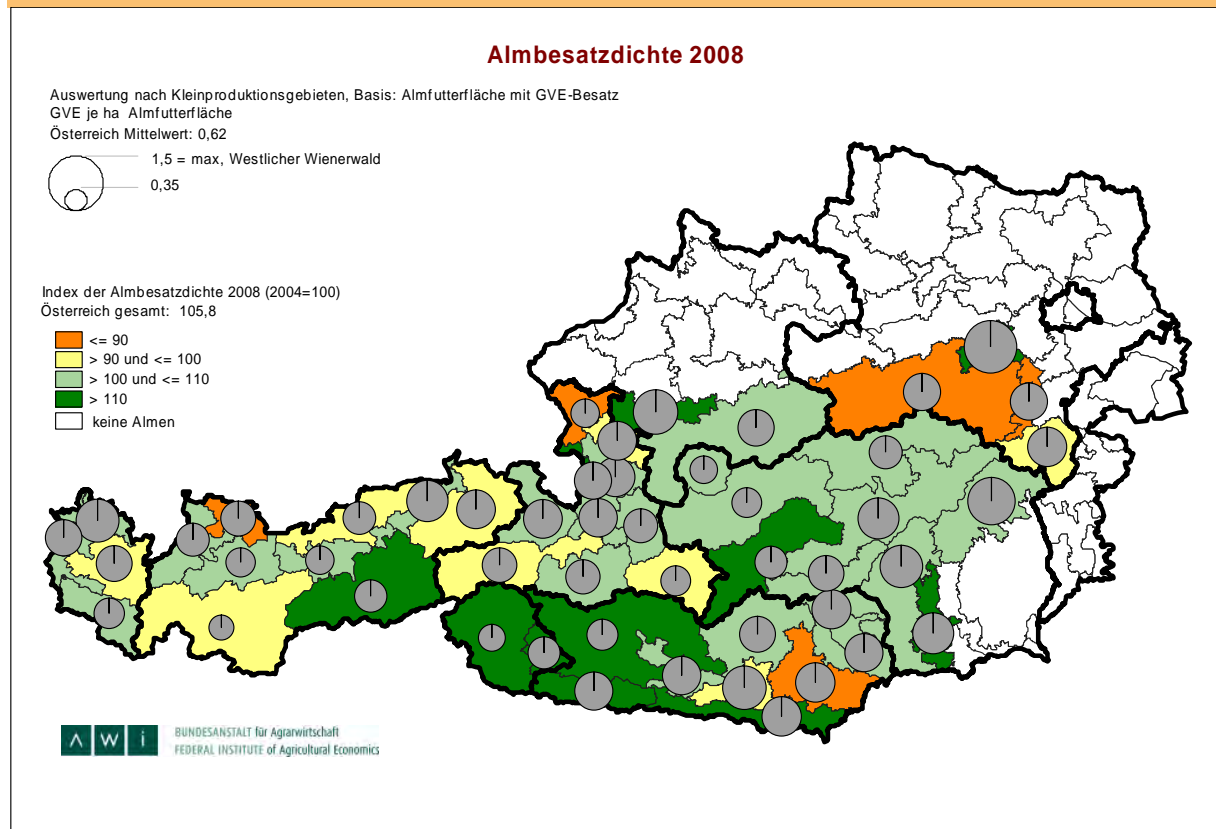 Almbesatzdichte 2008
Auswertung nach Kleinproduktionsgebieten, Basis: Almfutterfläche mit GVE-Besatz
GVE je ha Almfutterfläche
Österreich Mittelwert: 0,62
1,5 = max, Westlicher Wienerwald
0,35
Index der Almbesatzdichte 2008 (2004=100)
Österreich gesamt: 105,8
<= 90
> 90 und <= 100
> 100 und <= 110
> 110
keine Almen
A W i
BUNDESANSTALT für Agrarwirtschaft
FEDERAL INSTITUTE of Agricultural Economics